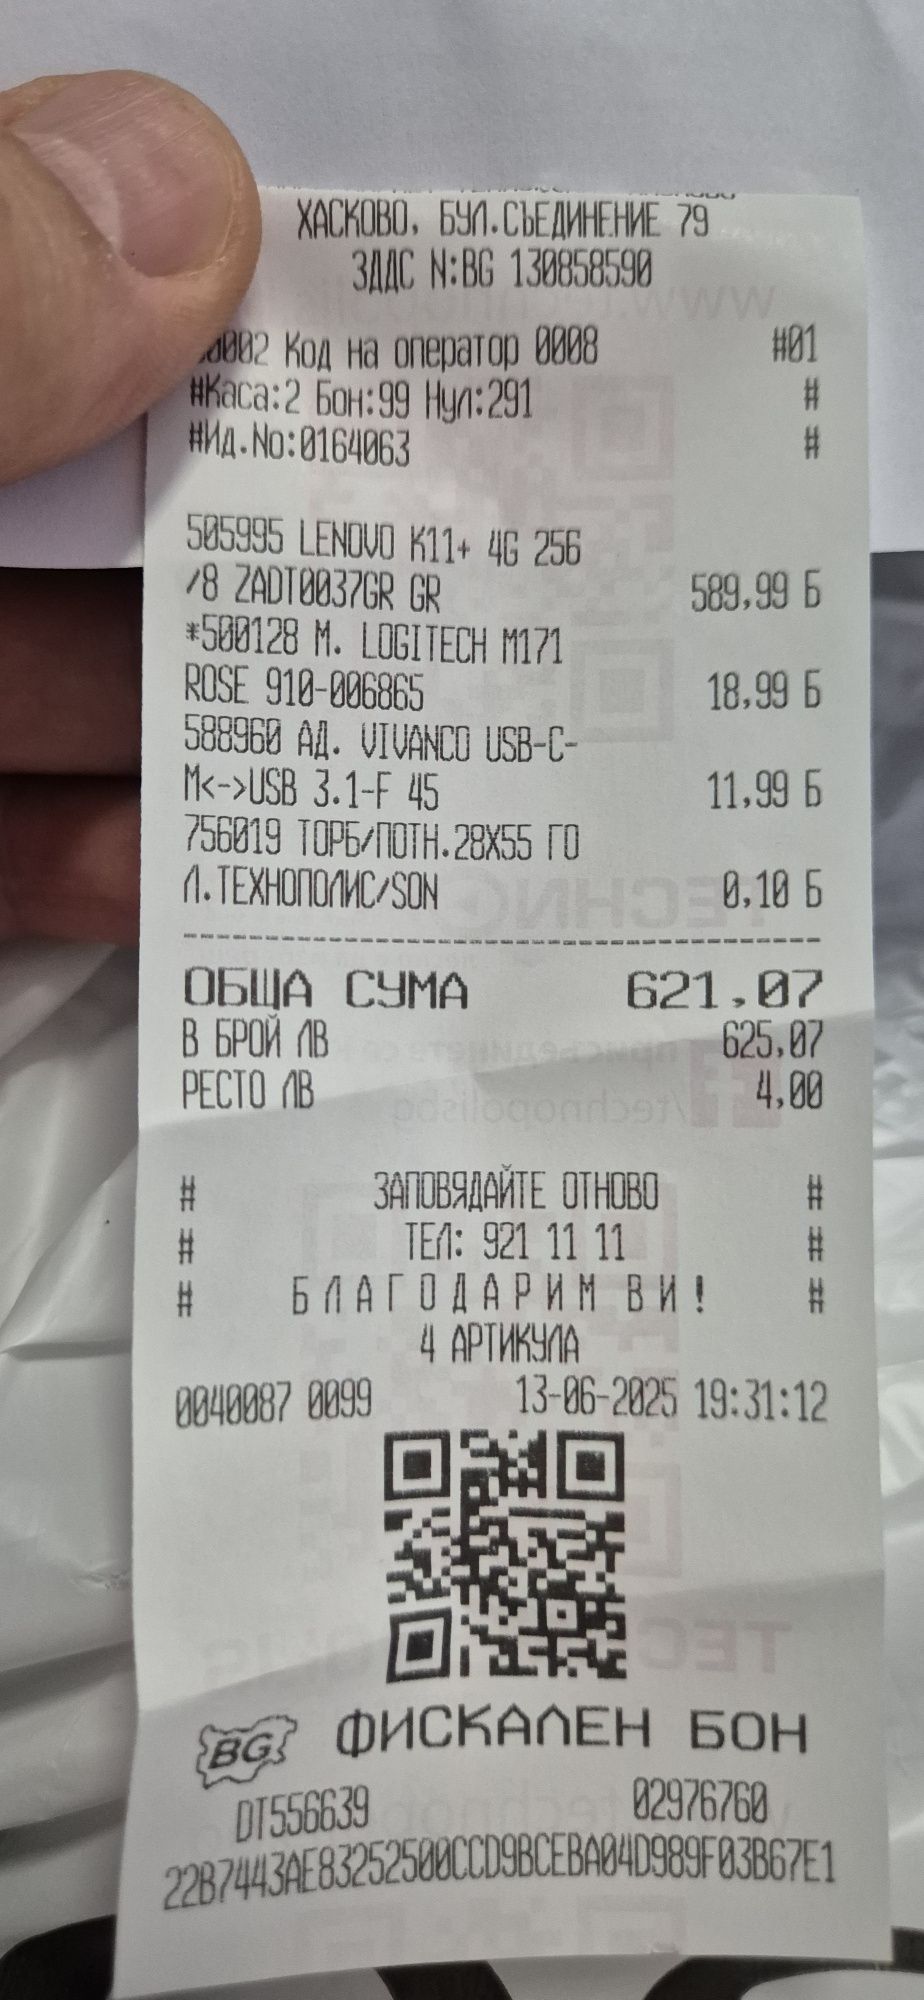 ХАСКОВО, БУЛ.СЪЕДИНЕНИЕ 79
ЗДДС N:BG 130858590
0002 Код на оператор 0008 #01
#Каса:2 Бон:99 Нул:291 #
#Ид.No:0164063 #
505995 LENOVO K11+ 4G 256
/8 ZADT0037GR GR 589,99 Б
*500128 М. LOGITECH M171
ROSE 910-006865 18,99 Б
588960 АД. VIVANCO USB-C-
M<->USB 3.1-F 45 11,99 Б
756019 ТОРБ/ПОТН.28X55 ГО
Л.ТЕХНОПОЛИС/SON 0,10 Б
ОБЩА СУМА 621,07
В БРОЙ ЛВ 625,07
РЕСТО ЛВ 4,00
# ЗАПОВЯДАЙТЕ ОТНОВО #
# ТЕЛ: 921 11 11 #
# БЛАГОДАРИМ ВИ! #
4 АРТИКУЛА
0040087 0099 13-06-2025 19:31:12
BG ФИСКАЛЕН БОН
DT556639 02976760
22B7443AE83252500CCD9BCEBA04D989F03B67E1